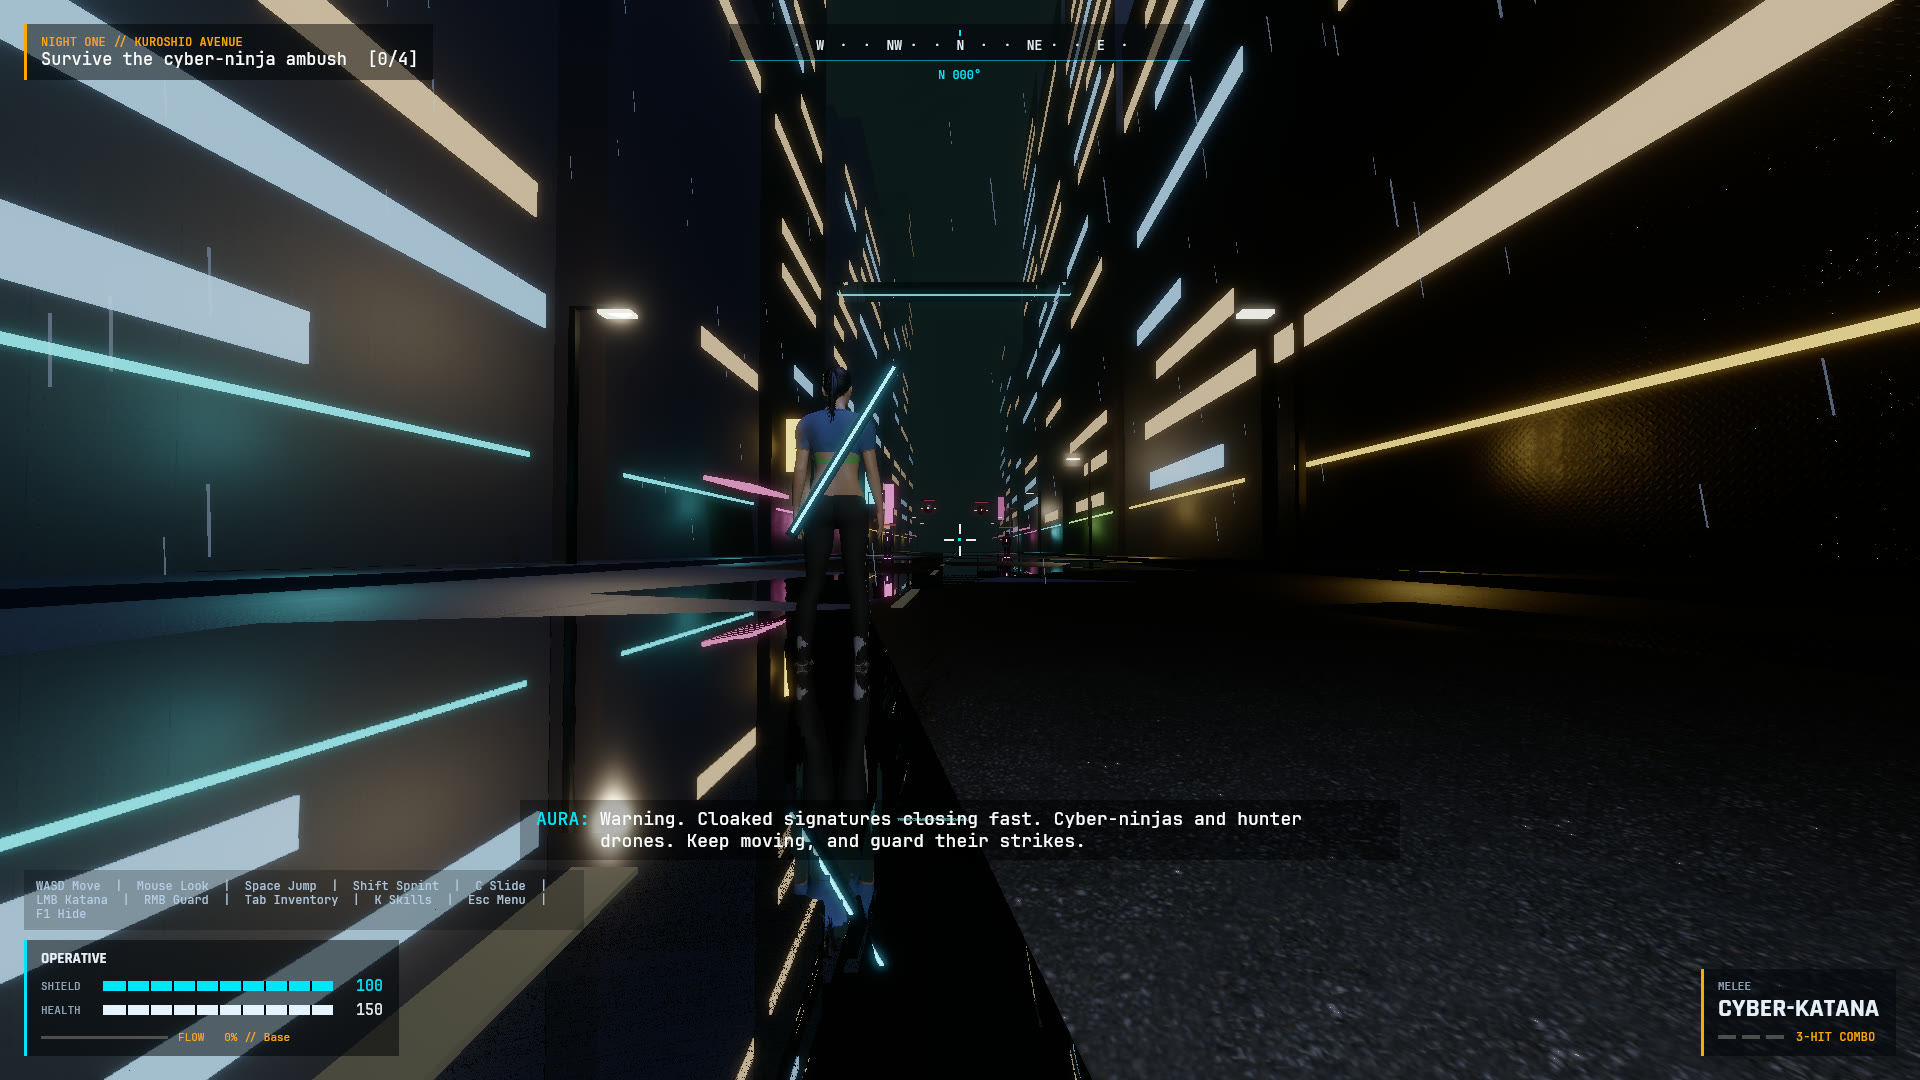 NIGHT ONE // KUROSHIO AVENUE
Survive the cyber-ninja ambush [0/4]
· W · · NW · · N · · NE · · E ·
N 000°
AURA: Warning. Cloaked signatures closing fast. Cyber-ninjas and hunter
drones. Keep moving, and guard their strikes.
WASD Move | Mouse Look | Space Jump | Shift Sprint | C Slide |
LMB Katana | RMB Guard | Tab Inventory | K Skills | Esc Menu |
F1 Hide
OPERATIVE
SHIELD 100
HEALTH 150
FLOW 0% // Base
MELEE
CYBER-KATANA
3-HIT COMBO